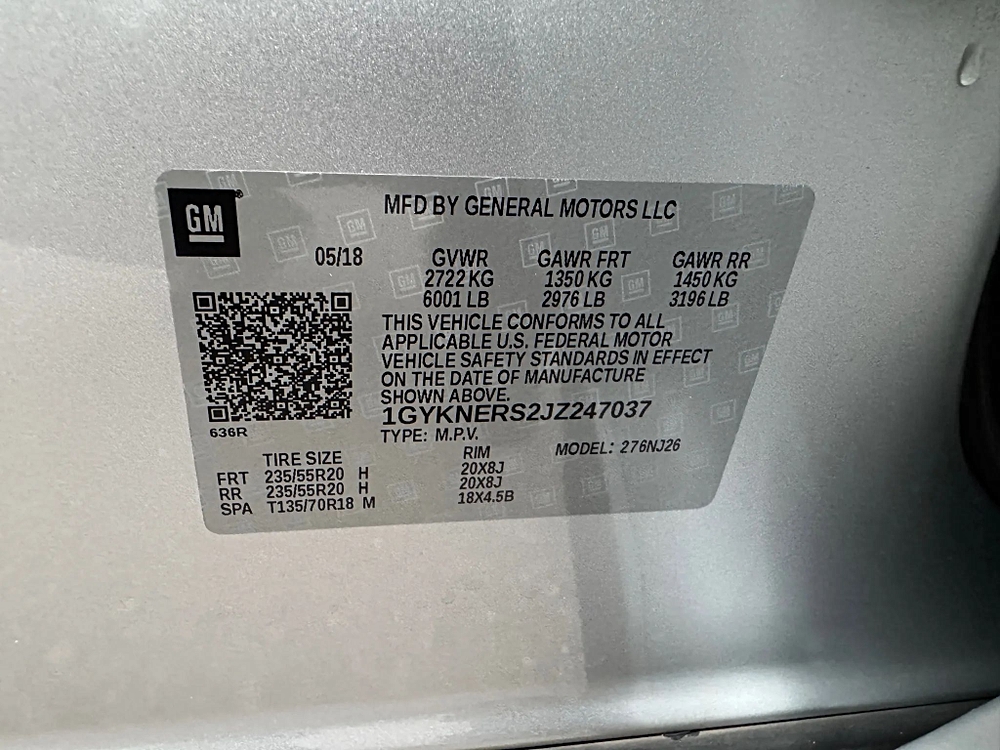 GM
MFD BY GENERAL MOTORS LLC
05/18
GVWR GAWR FRT GAWR RR
2722 KG 1350 KG 1450 KG
6001 LB 2976 LB 3196 LB
THIS VEHICLE CONFORMS TO ALL
APPLICABLE U.S. FEDERAL MOTOR
VEHICLE SAFETY STANDARDS IN EFFECT
ON THE DATE OF MANUFACTURE
SHOWN ABOVE.
1GYKNERS2JZ247037
636R
TYPE: M.P.V.
MODEL: 276NJ26
TIRE SIZE RIM
FRT 235/55R20 H 20X8J
RR 235/55R20 H 20X8J
SPA T135/70R18 M 18X4.5B